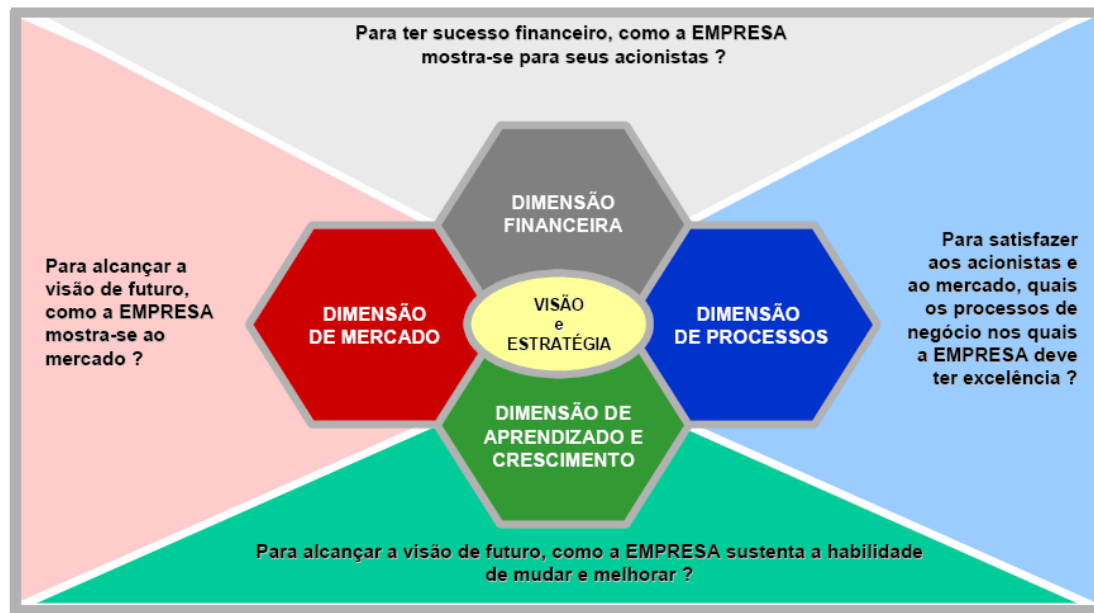 Para ter sucesso financeiro, como a EMPRESA
mostra-se para seus acionistas ?
DIMENSÃO
FINANCEIRA
Para alcançar a
visão de futuro,
como a EMPRESA
mostra-se ao
mercado ?
DIMENSÃO
DE MERCADO
VISÃO
e
ESTRATÉGIA
DIMENSÃO
DE PROCESSOS
Para satisfazer
aos acionistas e
ao mercado, quais
os processos de
negócio nos quais
a EMPRESA deve
ter excelência ?
DIMENSÃO DE
APRENDIZADO E
CRESCIMENTO
Para alcançar a visão de futuro, como a EMPRESA sustenta a habilidade
de mudar e melhorar ?